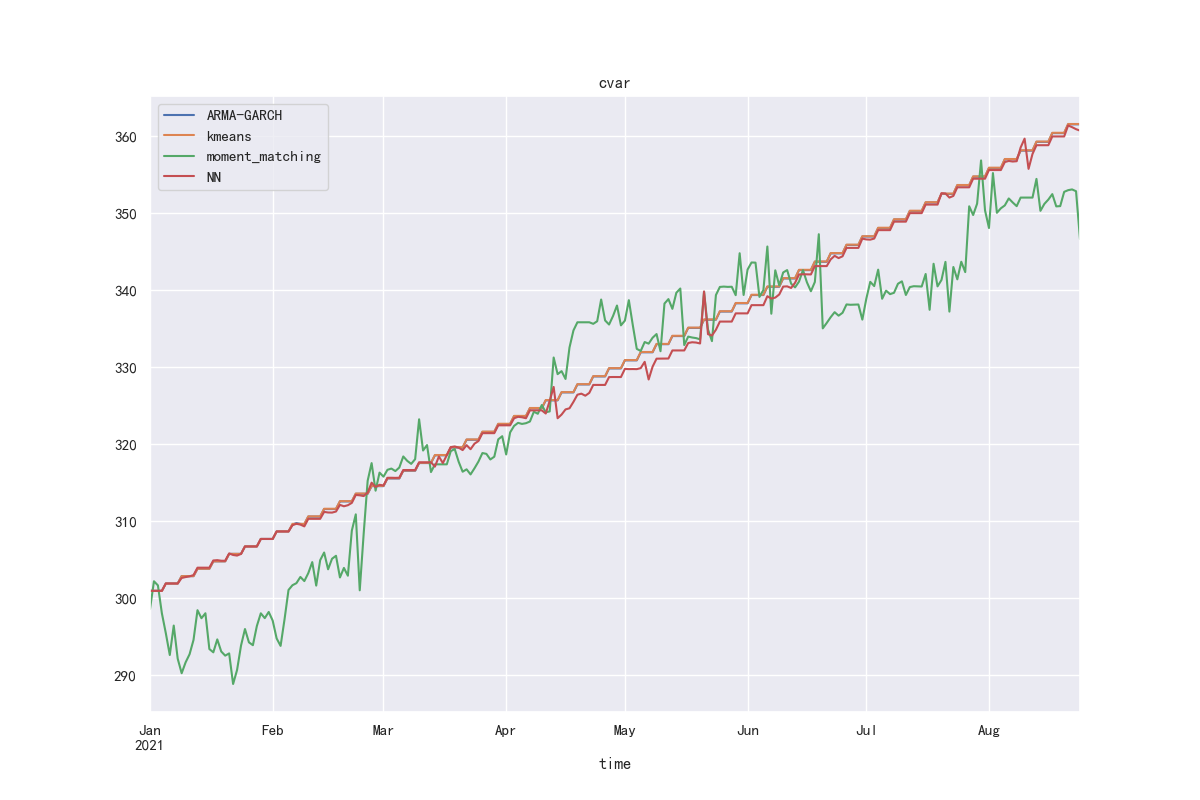 cvar
ARMA-GARCH
kmeans
moment_matching
NN
360
350
340
330
320
310
300
290
Jan Feb Mar Apr May Jun Jul Aug
2021
time